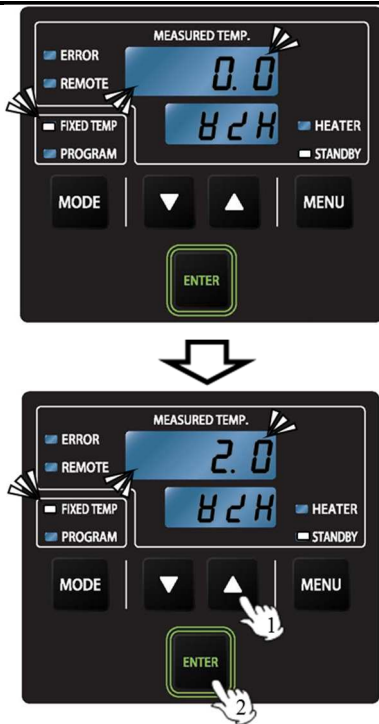 MEASURED TEMP.
ERROR
0.0
REMOTE
FIXED TEMP
HEATER
PROGRAM
STANDBY
MODE
MENU
ENTER
MEASURED TEMP.
ERROR
2.0
REMOTE
FIXED TEMP
HEATER
PROGRAM
STANDBY
MODE
MENU
1
ENTER
2